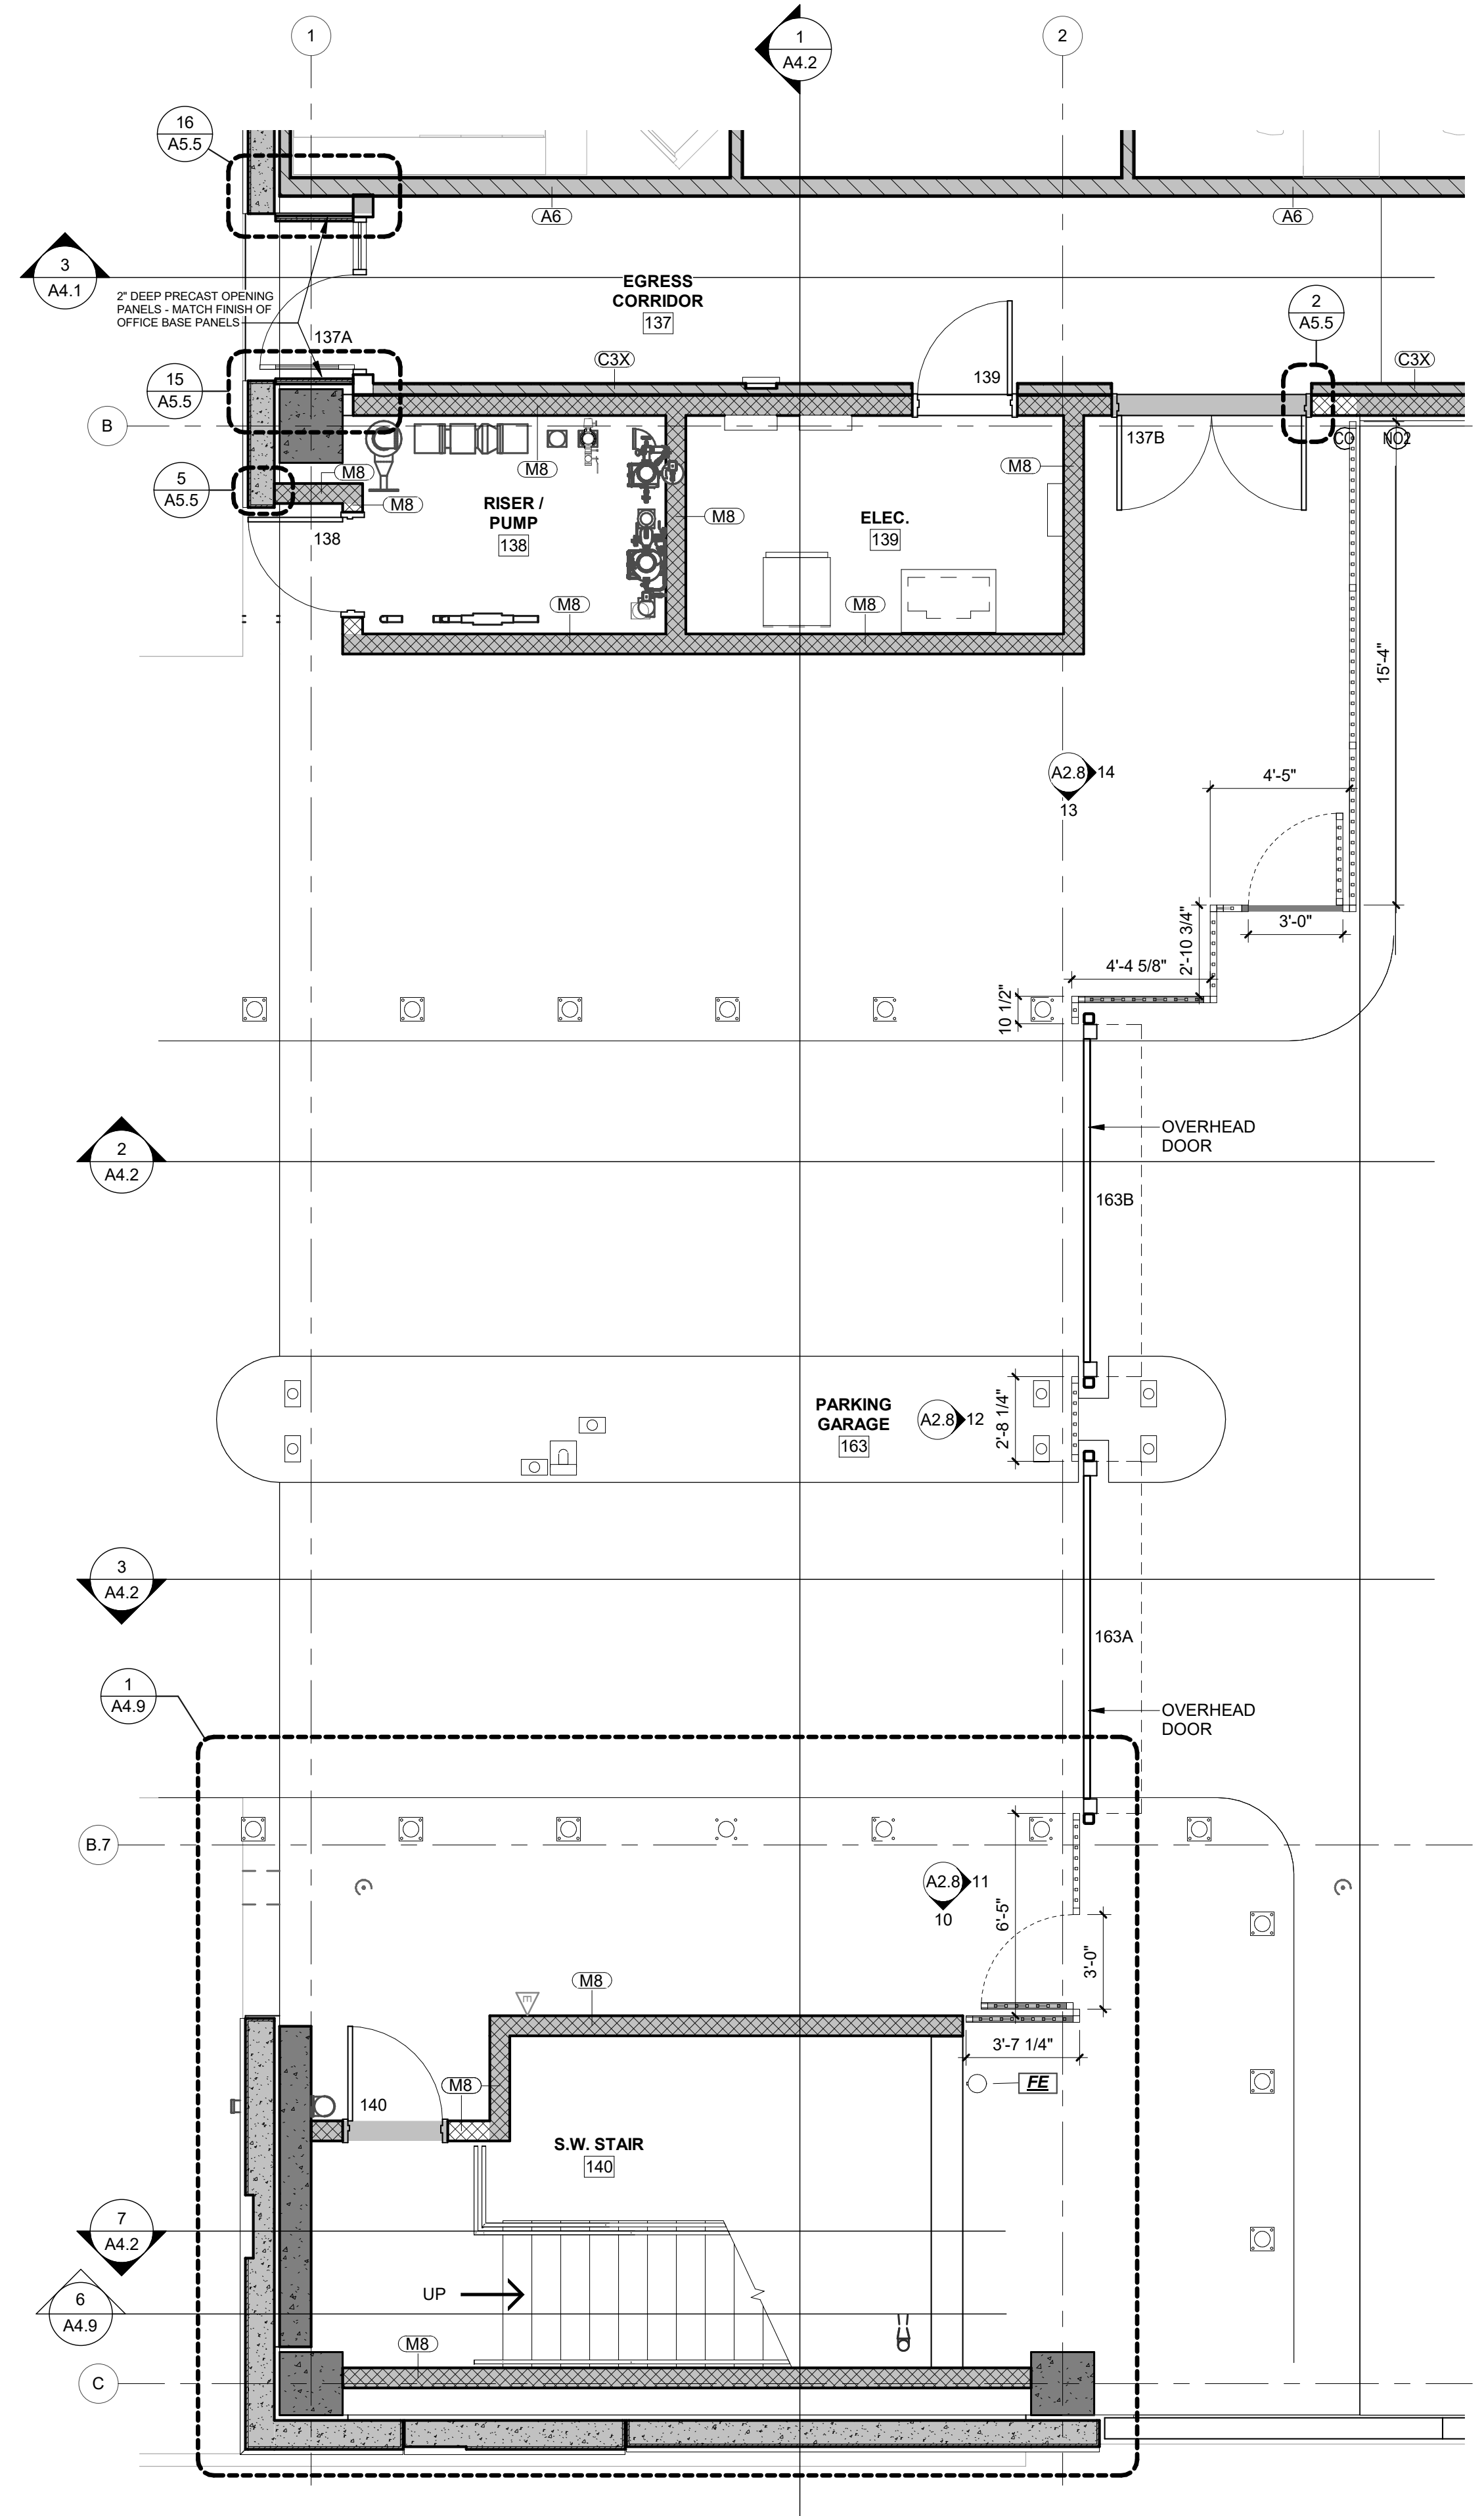 1
1
A4.2
2
16
A5.5
A6
A6
3
A4.1
EGRESS
CORRIDOR
137
2" DEEP PRECAST OPENING
PANELS - MATCH FINISH OF
OFFICE BASE PANELS
2
A5.5
137A
C3X
C3X
15
A5.5
139
B
137B
CO
NO2
M8
M8
M8
5
A5.5
M8
RISER /
PUMP
138
M8
ELEC.
139
138
M8
M8
15'-4"
A2.8
14
13
4'-5"
3'-0"
2'-10 3/4"
4'-4 5/8"
10 1/2"
OVERHEAD
DOOR
2
A4.2
163B
PARKING
GARAGE
163
A2.8
12
2'-8 1/4"
3
A4.2
163A
1
A4.9
OVERHEAD
DOOR
B.7
A2.8
11
10
6'-5"
3'-0"
M8
E
3'-7 1/4"
FE
M8
140
S.W. STAIR
140
7
A4.2
UP
6
A4.9
M8
C